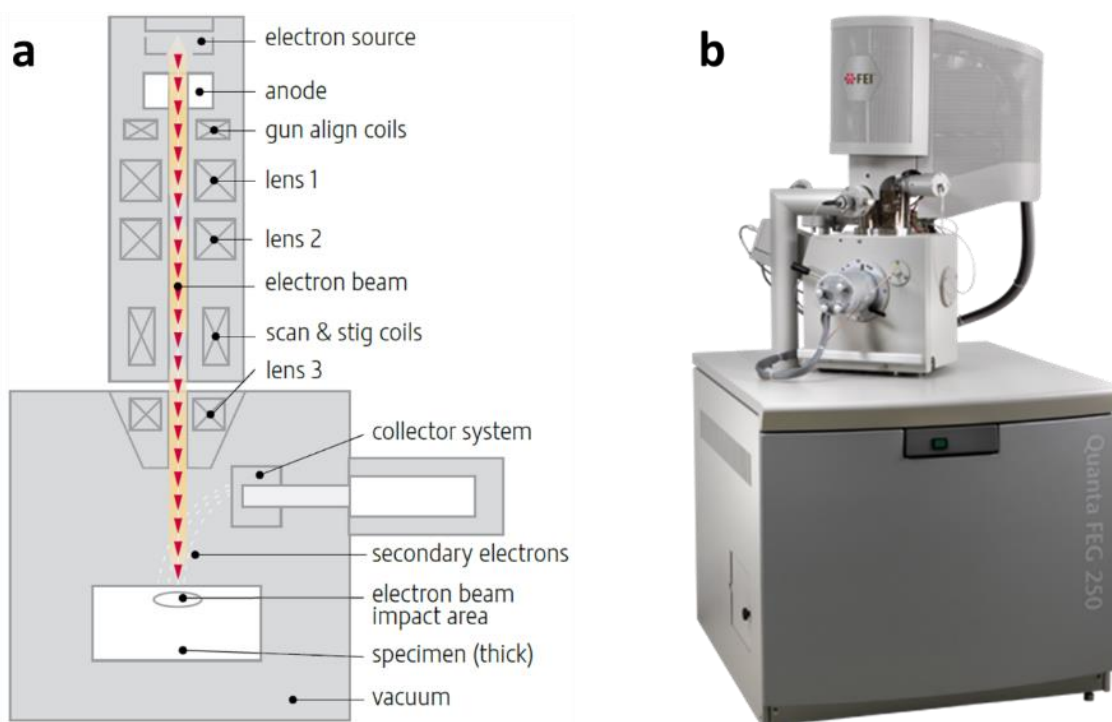 a
electron source
anode
gun align coils
lens 1
lens 2
electron beam
scan & stig coils
lens 3
collector system
secondary electrons
electron beam
impact area
specimen (thick)
vacuum
b
FEI
Quanta FEG 250